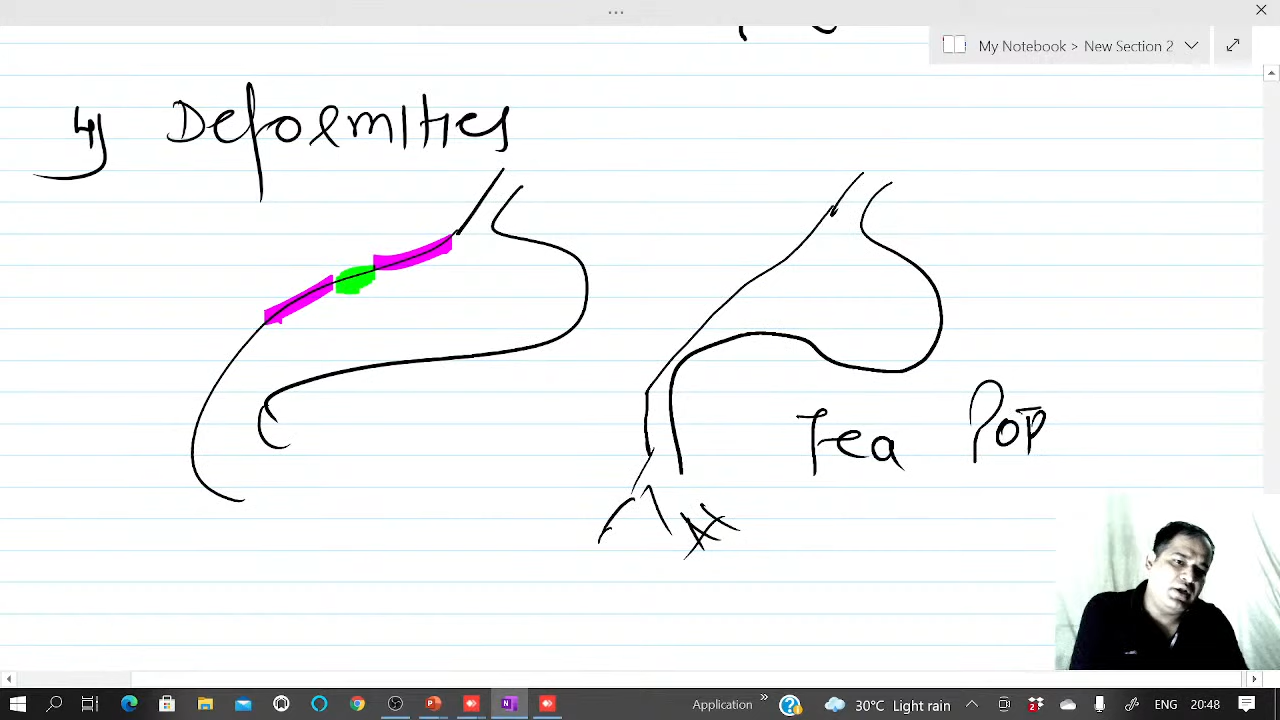 My Notebook > New Section 2
4) Deformities
Tea Pot
Application
30°C Light rain
ENG
20:48